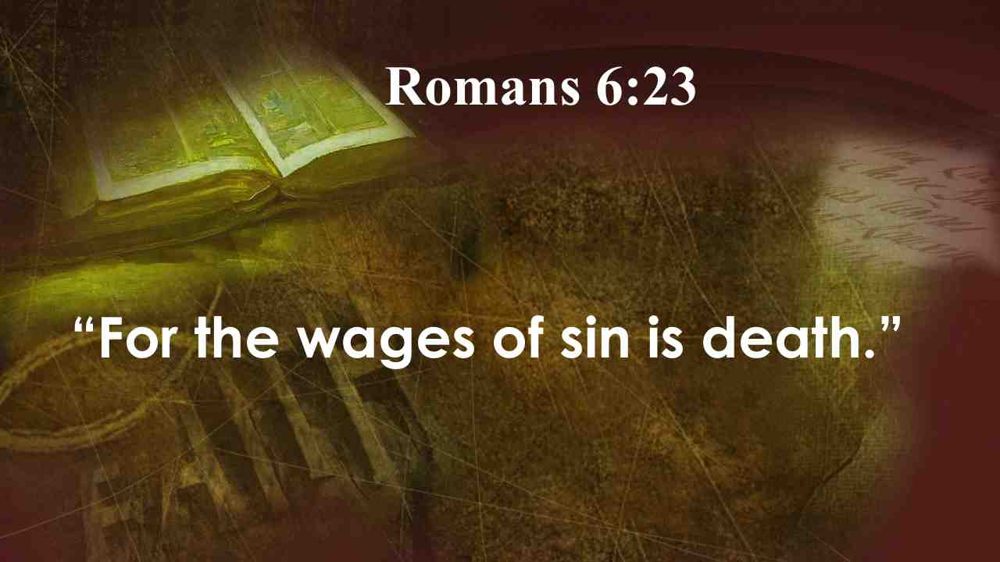 Romans 6:23
“For the wages of sin is death.”